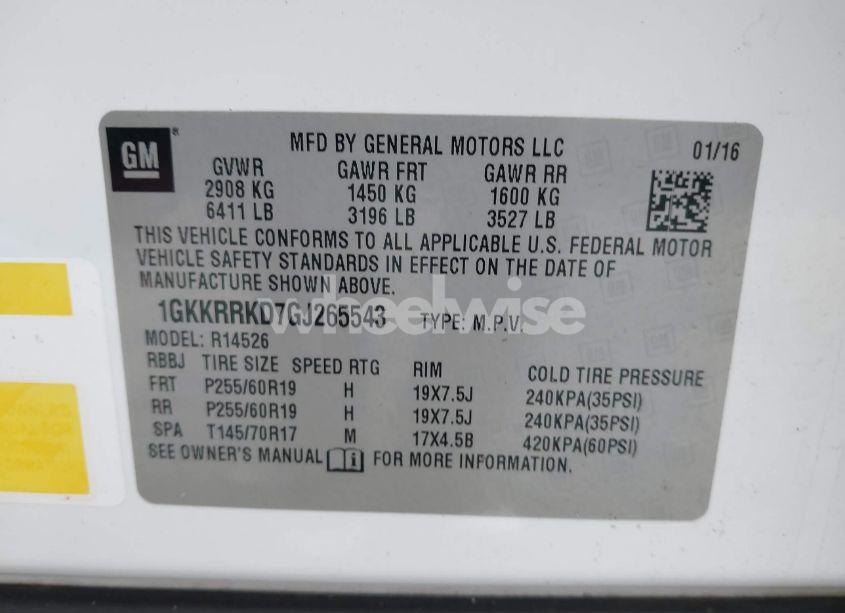 GM
MFD BY GENERAL MOTORS LLC 01/16
GVWR GAWR FRT GAWR RR
2908 KG 1450 KG 1600 KG
6411 LB 3196 LB 3527 LB
THIS VEHICLE CONFORMS TO ALL APPLICABLE U.S. FEDERAL MOTOR
VEHICLE SAFETY STANDARDS IN EFFECT ON THE DATE OF
MANUFACTURE SHOWN ABOVE.
1GKKRRKD7GJ265543 TYPE: M.P.V.
wheelwise
MODEL: R14526
RBBJ TIRE SIZE SPEED RTG RIM COLD TIRE PRESSURE
FRT P255/60R19 H 19X7.5J 240KPA(35PSI)
RR P255/60R19 H 19X7.5J 240KPA(35PSI)
SPA T145/70R17 M 17X4.5B 420KPA(60PSI)
SEE OWNER'S MANUAL FOR MORE INFORMATION.